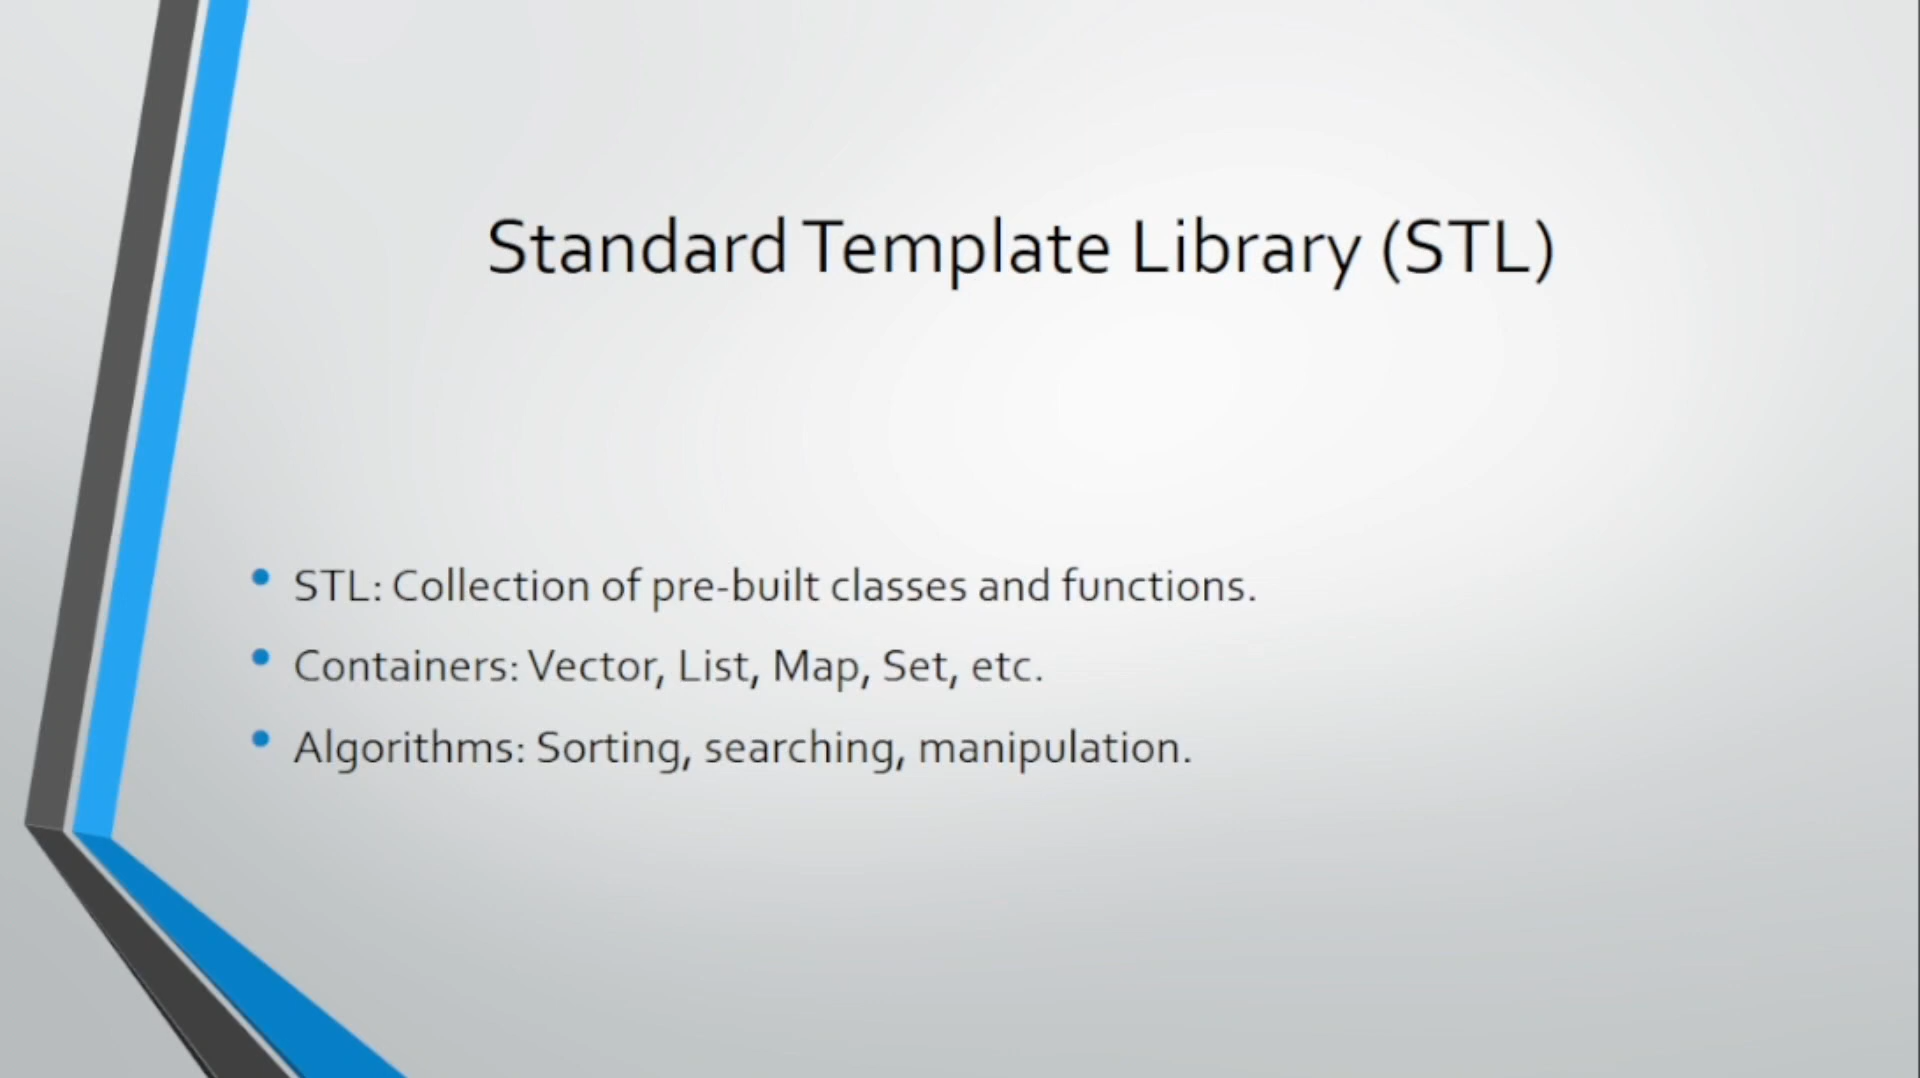 Standard Template Library (STL)
• STL: Collection of pre-built classes and functions.
• Containers: Vector, List, Map, Set, etc.
• Algorithms: Sorting, searching, manipulation.